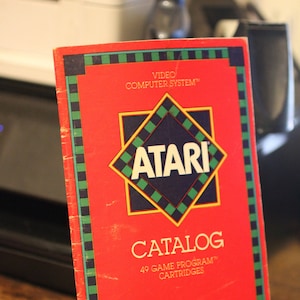 VIDEO
COMPUTER SYSTEM™
ATARI
CATALOG
49 GAME PROGRAM™
CARTRIDGES